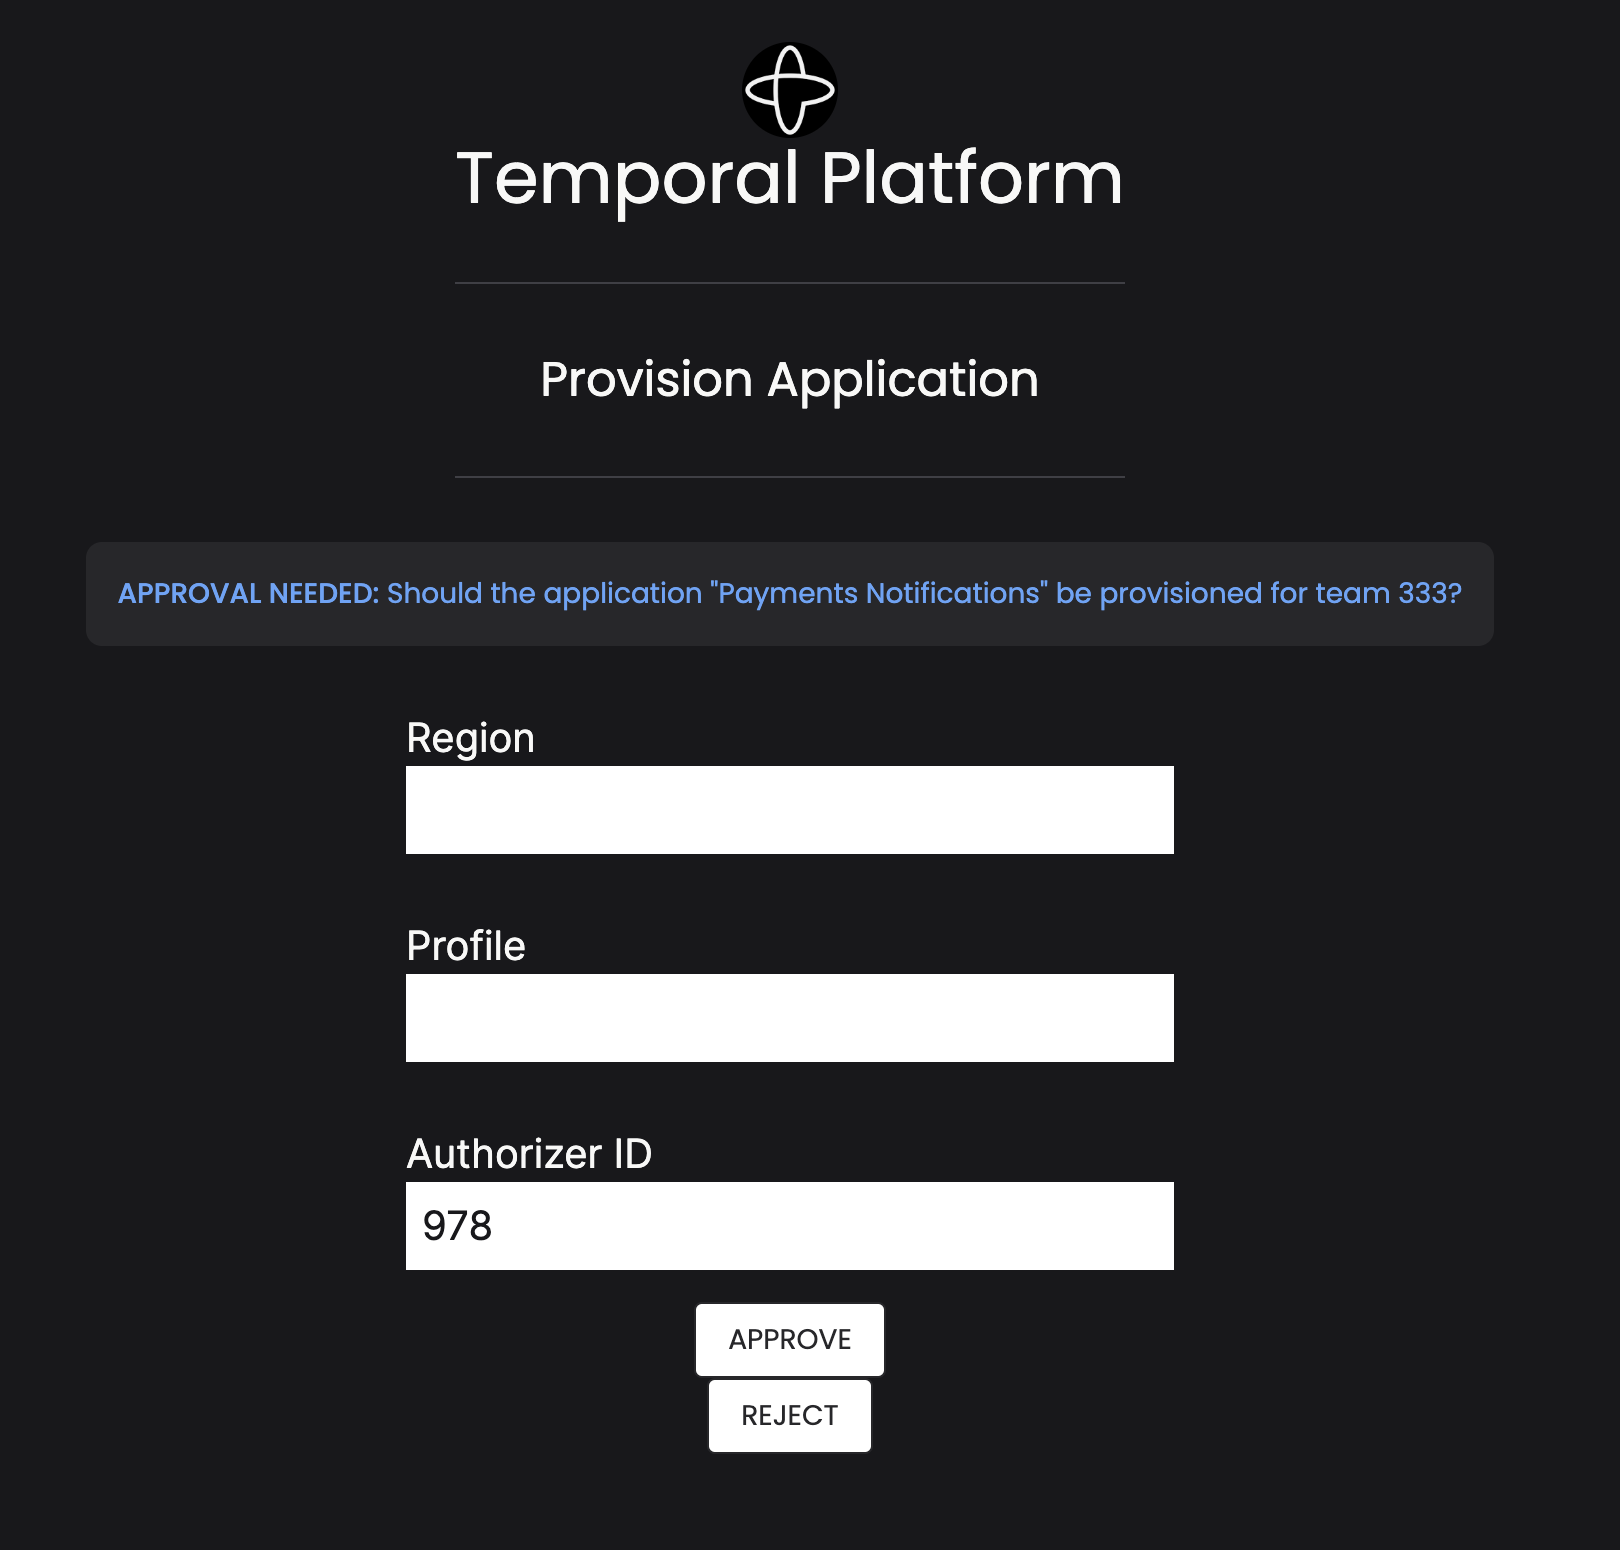 Temporal Platform
Provision Application
APPROVAL NEEDED: Should the application "Payments Notifications" be provisioned for team 333?
Region
Profile
Authorizer ID
978
APPROVE
REJECT